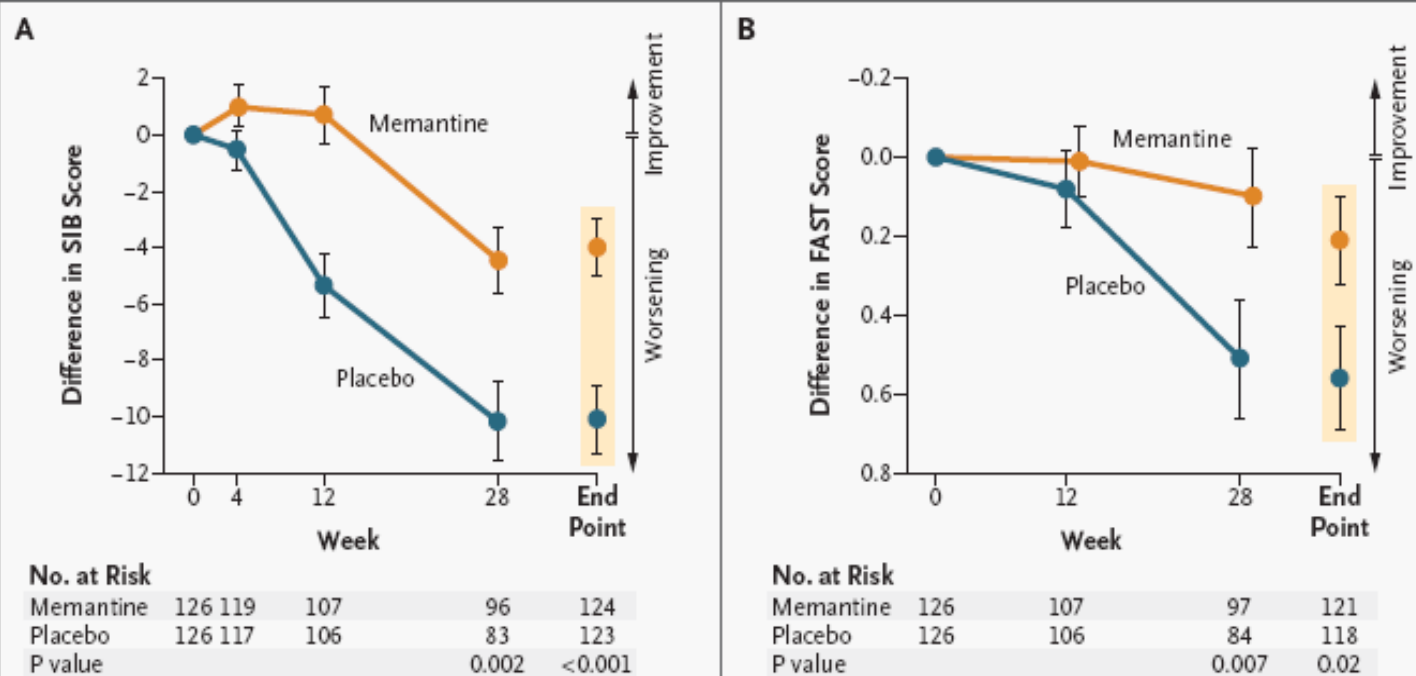 A
Difference in SIB Score
2
0
−2
−4
−6
−8
−10
−12
Memantine
Placebo
Improvement
Worsening
0 4 12 28 End Point
Week
No. at Risk
Memantine 126 119 107 96 124
Placebo 126 117 106 83 123
P value 0.002 <0.001
B
Difference in FAST Score
−0.2
0.0
0.2
0.4
0.6
0.8
Memantine
Placebo
Improvement
Worsening
0 12 28 End Point
Week
No. at Risk
Memantine 126 107 97 121
Placebo 126 106 84 118
P value 0.007 0.02